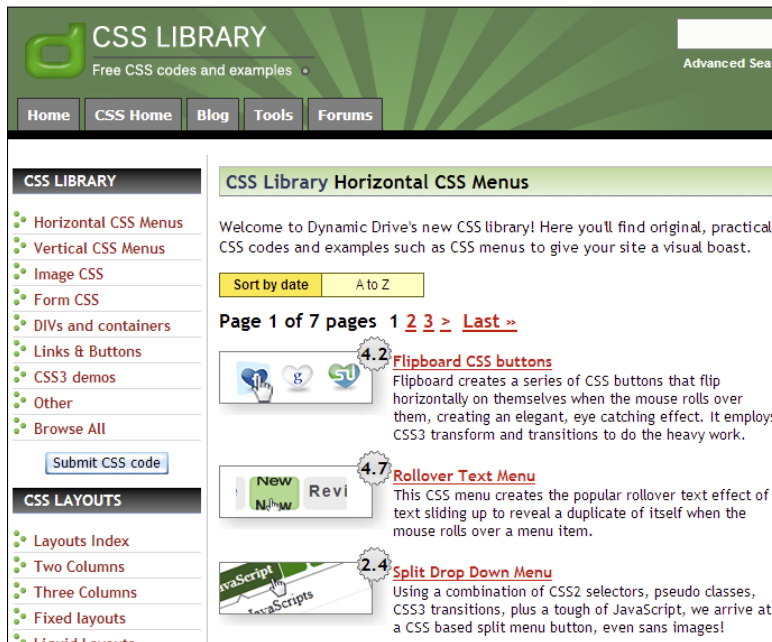 CSS LIBRARY
Free CSS codes and examples
Advanced Sea
Home
CSS Home
Blog
Tools
Forums
CSS LIBRARY
Horizontal CSS Menus
Vertical CSS Menus
Image CSS
Form CSS
DIVs and containers
Links & Buttons
CSS3 demos
Other
Browse All
Submit CSS code
CSS LAYOUTS
Layouts Index
Two Columns
Three Columns
Fixed layouts
Liquid Layouts
CSS Library Horizontal CSS Menus
Welcome to Dynamic Drive's new CSS library! Here you'll find original, practical
CSS codes and examples such as CSS menus to give your site a visual boast.
Sort by date
A to Z
Page 1 of 7 pages 1 2 3 > Last »
4.2
Flipboard CSS buttons
Flipboard creates a series of CSS buttons that flip
horizontally on themselves when the mouse rolls over
them, creating an elegant, eye catching effect. It employs
CSS3 transform and transitions to do the heavy work.
g
4.7
New
Now
Revi
Rollover Text Menu
This CSS menu creates the popular rollover text effect of
text sliding up to reveal a duplicate of itself when the
mouse rolls over a menu item.
2.4
vaScript
JavaScript
avaScripts
Split Drop Down Menu
Using a combination of CSS2 selectors, pseudo classes,
CSS3 transitions, plus a tough of JavaScript, we arrive at
a CSS based split menu button, even sans images!